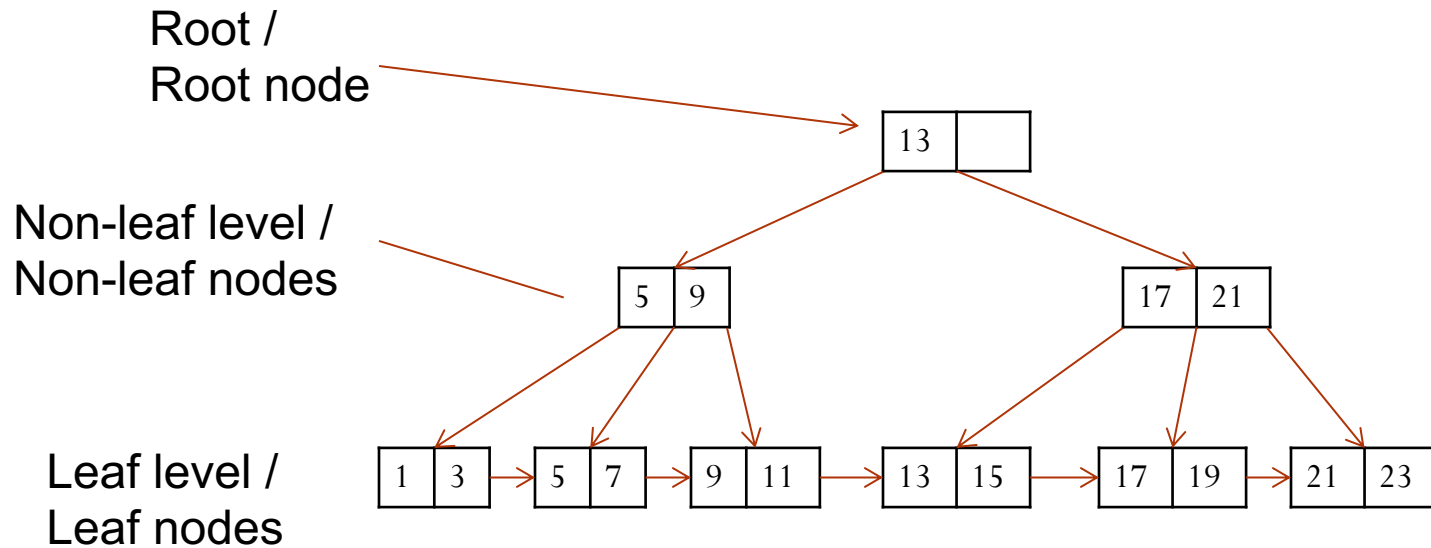 Root /
Root node
13
Non-leaf level /
Non-leaf nodes
5 9
17 21
Leaf level /
Leaf nodes
1 3 5 7 9 11 13 15 17 19 21 23